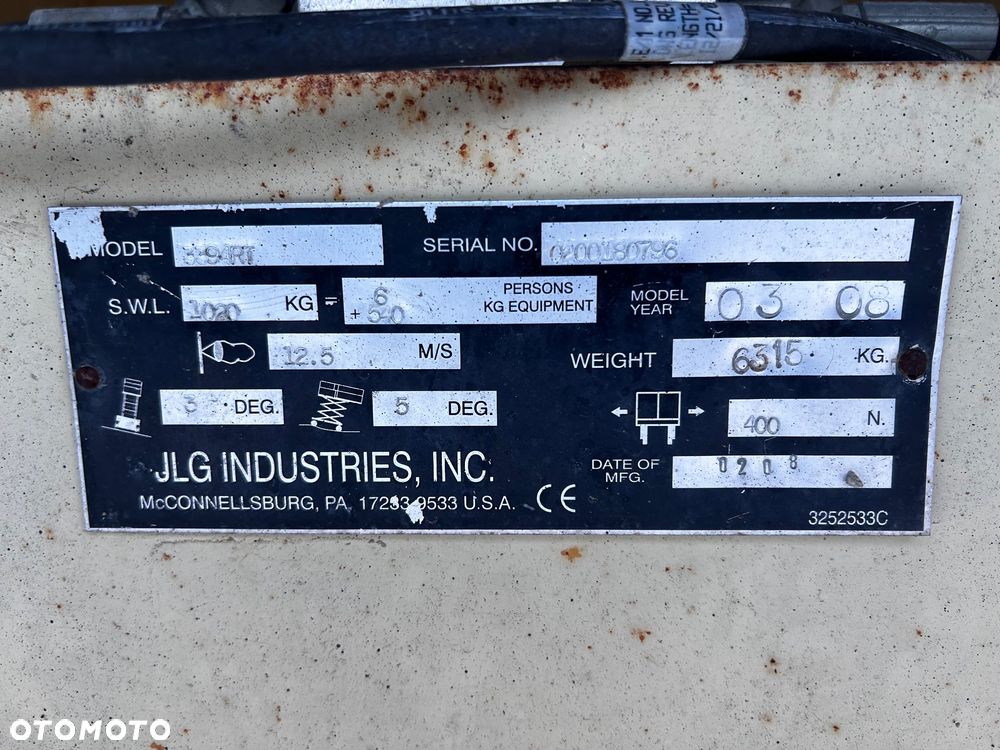 MODEL 3394RT SERIAL NO. 0200180796
S.W.L. 1020 KG = 6 PERSONS
+ 540 KG EQUIPMENT
MODEL YEAR 03 08
12.5 M/S
WEIGHT 6315 KG.
3 DEG. 5 DEG.
400 N.
JLG INDUSTRIES, INC.
DATE OF MFG. 0208
McCONNELLSBURG, PA, 17233-9533 U.S.A. CE
3252533C
OTOMOTO